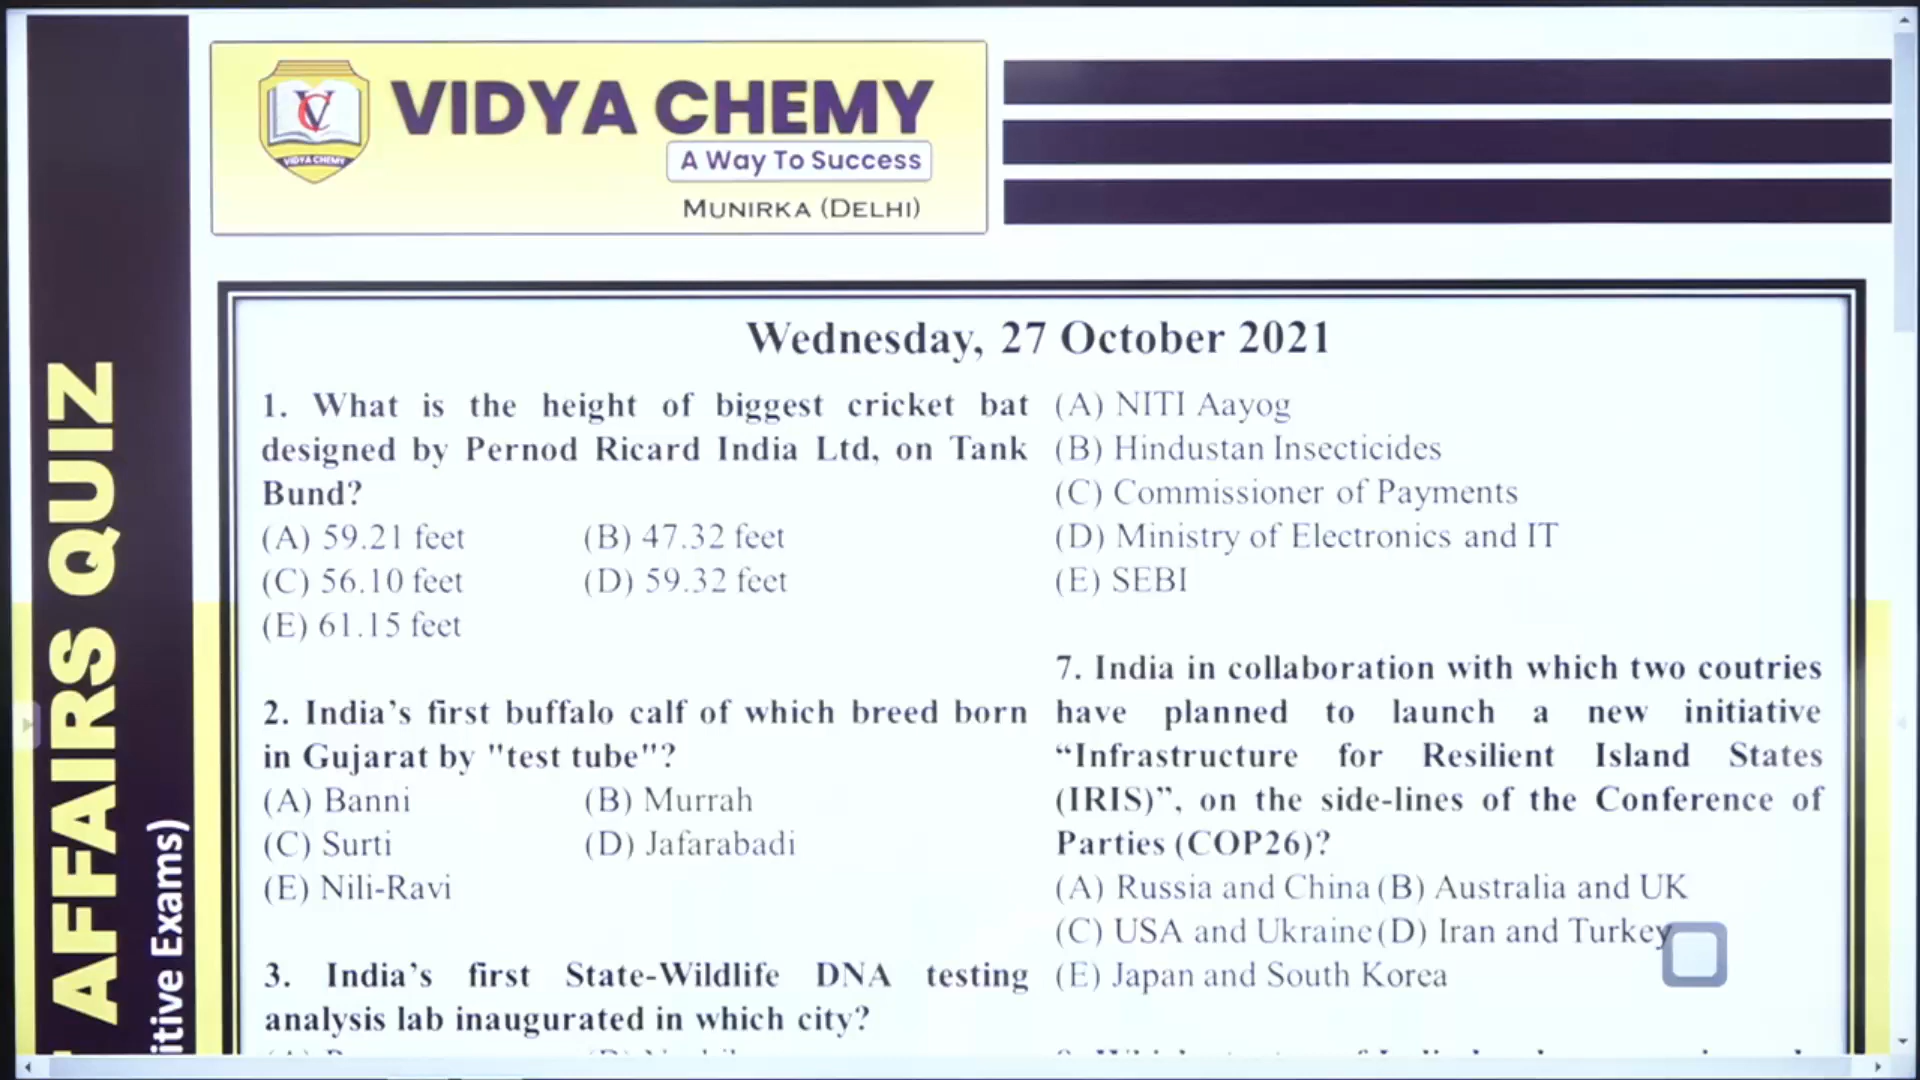 VIDYA CHEMY
A Way To Success
MUNIRKA (DELHI)
VC
VIDYA CHEMY
AFFAIRS QUIZ
itive Exams)
Wednesday, 27 October 2021
1. What is the height of biggest cricket bat
designed by Pernod Ricard India Ltd, on Tank
Bund?
(A) 59.21 feet (B) 47.32 feet
(C) 56.10 feet (D) 59.32 feet
(E) 61.15 feet
2. India's first buffalo calf of which breed born
in Gujarat by "test tube"?
(A) Banni (B) Murrah
(C) Surti (D) Jafarabadi
(E) Nili-Ravi
3. India's first State-Wildlife DNA testing
analysis lab inaugurated in which city?
(A) NITI Aayog
(B) Hindustan Insecticides
(C) Commissioner of Payments
(D) Ministry of Electronics and IT
(E) SEBI
7. India in collaboration with which two coutries
have planned to launch a new initiative
“Infrastructure for Resilient Island States
(IRIS)”, on the side-lines of the Conference of
Parties (COP26)?
(A) Russia and China (B) Australia and UK
(C) USA and Ukraine (D) Iran and Turkey
(E) Japan and South Korea